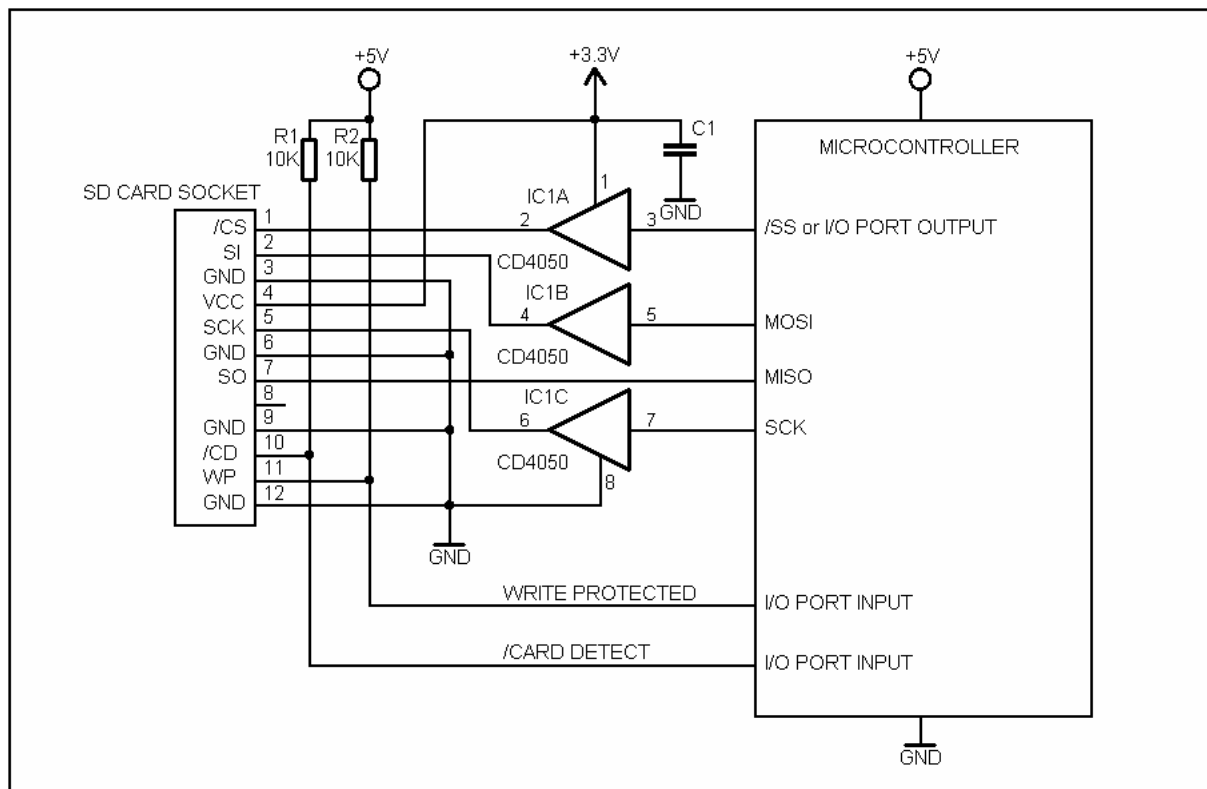 +5V
+3.3V
+5V
R1
10K
R2
10K
C1
GND
MICROCONTROLLER
SD CARD SOCKET
/CS
1
SI
2
GND
3
VCC
4
SCK
5
GND
6
SO
7
8
GND
9
/CD
10
WP
11
GND
12
IC1A
1
2
3
CD4050
/SS or I/O PORT OUTPUT
IC1B
4
5
CD4050
MOSI
MISO
IC1C
6
7
CD4050
8
SCK
GND
WRITE PROTECTED
I/O PORT INPUT
/CARD DETECT
I/O PORT INPUT
GND